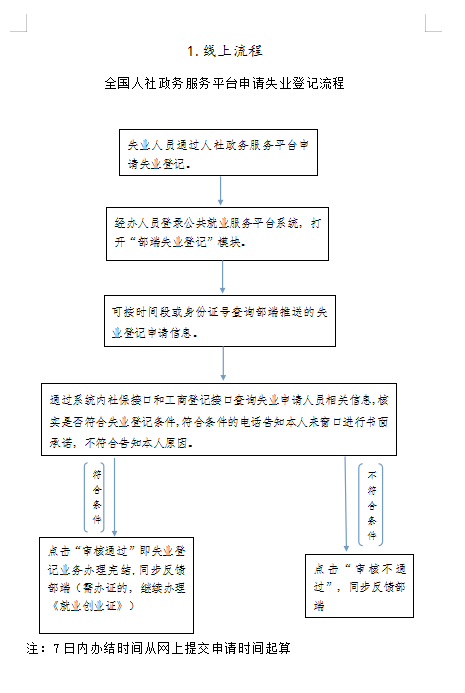 1.线上流程
全国人社政务服务平台申请失业登记流程
失业人员通过人社政务服务平台申
请失业登记。
经办人员登录公共就业服务平台系统，打
开“部端失业登记”模块。
可按时间段或身份证号查询部端推送的失
业登记申请信息。
通过系统内社保接口和工商登记接口查询失业申请人员相关信息,核
实是否符合失业登记条件,符合条件的电话告知本人来窗口进行书面
承诺，不符合告知本人原因。
符合条件
不符合条件
点击“审核通过”即失业登
记业务办理完结,同步反馈
部端（需办证的，继续办理
《就业创业证》）
点击“审核不通
过”，同步反馈部
端
注：7日内办结时间从网上提交申请时间起算